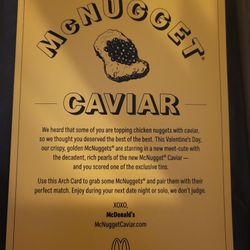 McNUGGET®
CAVIAR
We heard that some of you are topping chicken nuggets with caviar,
so we thought you deserved the best of the best. This Valentine's Day,
our crispy, golden McNuggets® are starring in a new meet-cute with
the decadent, rich pearls of the new McNugget® Caviar —
and you scored one of the exclusive tins.
Use this Arch Card to grab some McNuggets® and pair them with their
perfect match. Enjoy during your next date night or solo, we don't judge.
XOXO,
McDonald's
McNuggetCaviar.com